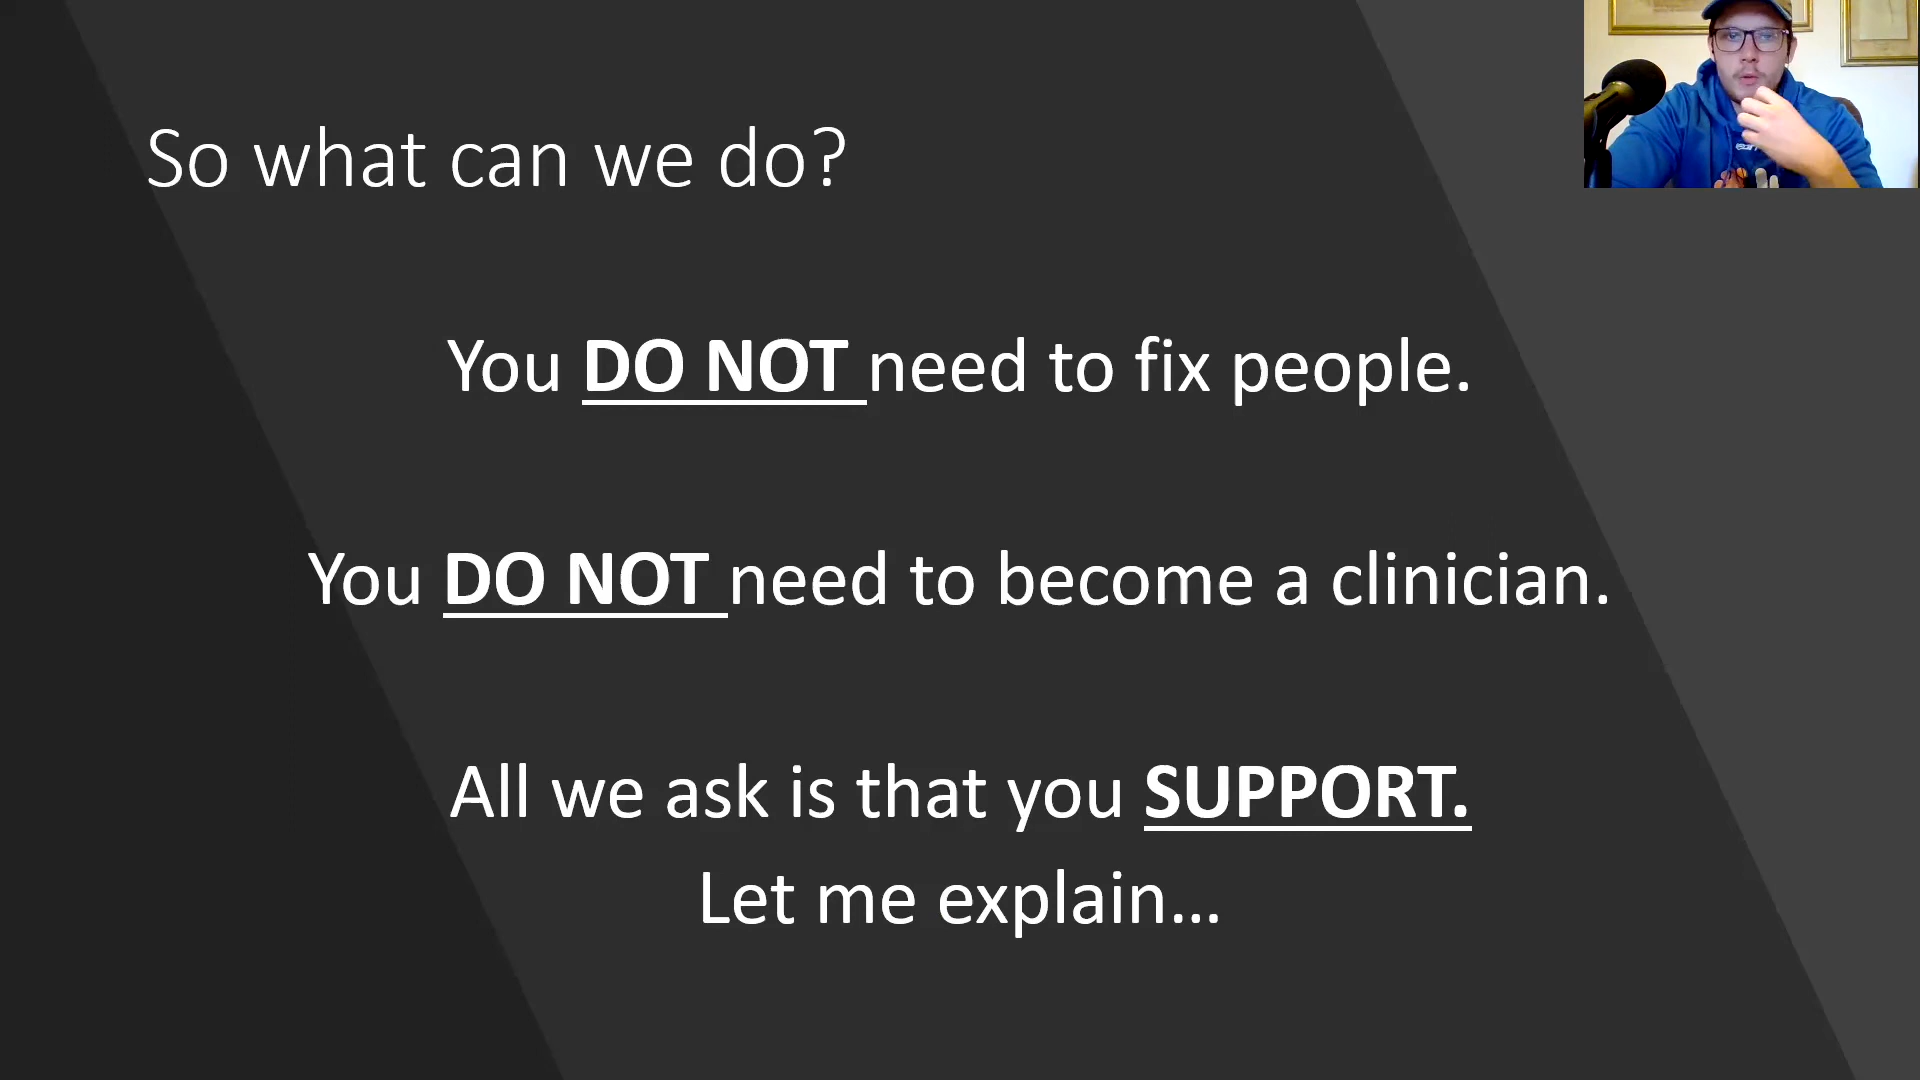 So what can we do?
You DO NOT need to fix people.
You DO NOT need to become a clinician.
All we ask is that you SUPPORT.
Let me explain…